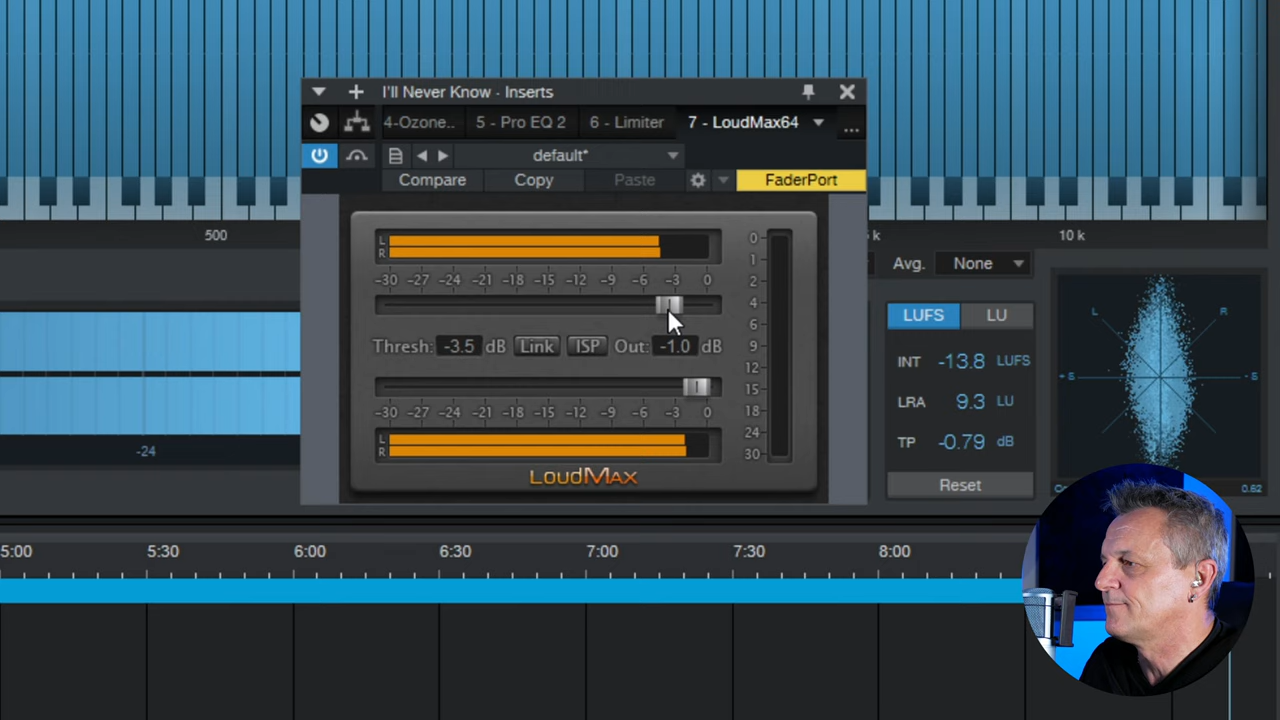 I'll Never Know - Inserts
4-Ozone.. 5 - Pro EQ 2 6 - Limiter 7 - LoudMax64 ...
default*
Compare Copy Paste FaderPort
500
5 k
10 k
Avg. None
L
R
-30 -27 -24 -21 -18 -15 -12 -9 -6 -3 0
Thresh: -3.5 dB Link ISP Out: -1.0 dB
-30 -27 -24 -21 -18 -15 -12 -9 -6 -3 0
L
R
LOUDMAX
0
1
2
4
6
9
12
15
18
24
30
LUFS LU
INT -13.8 LUFS
LRA 9.3 LU
TP -0.79 dB
Reset
L R
+S -S
0.62
-24
5:00 5:30 6:00 6:30 7:00 7:30 8:00